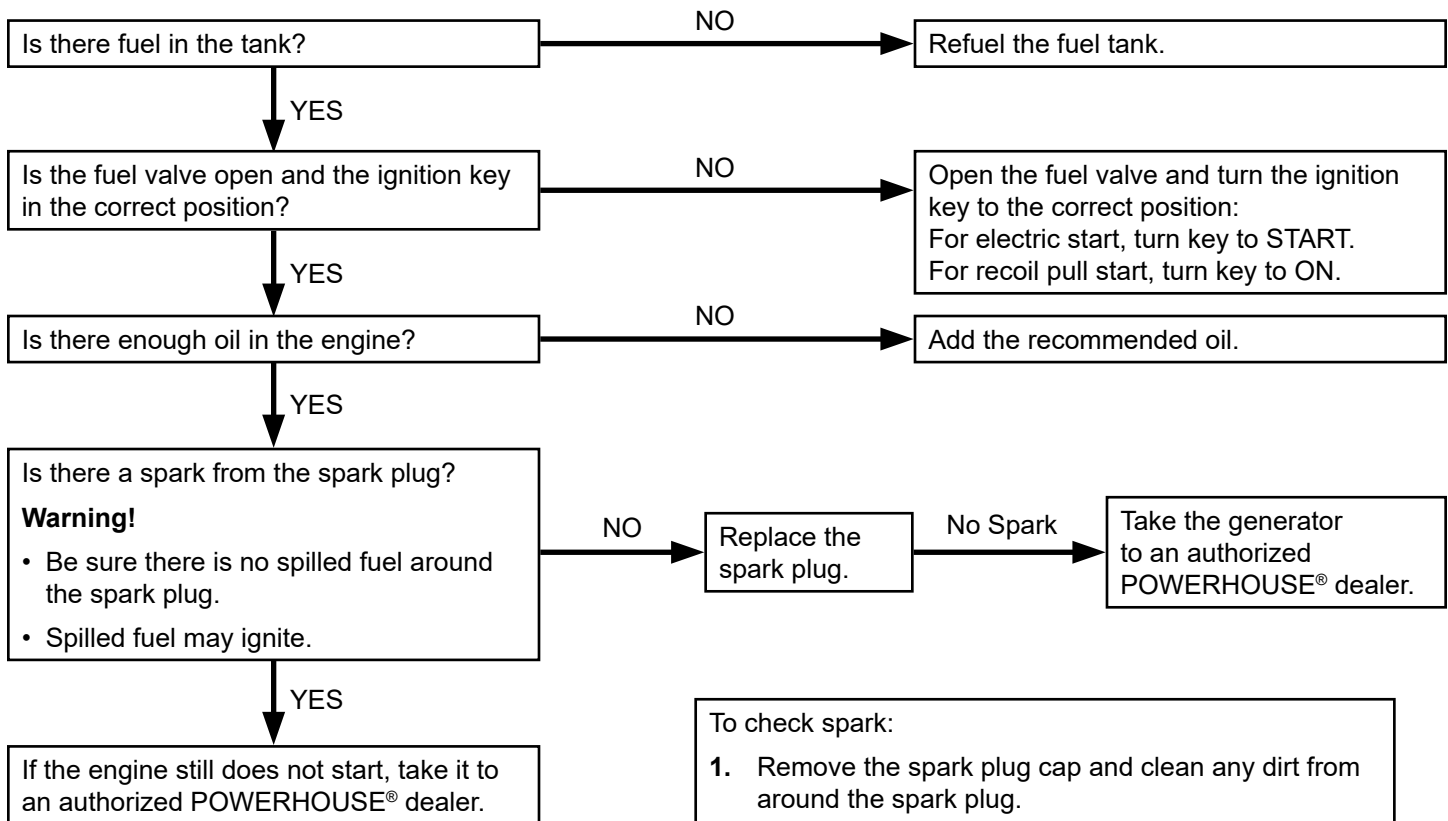 Is there fuel in the tank?
NO
Refuel the fuel tank.
YES
Is the fuel valve open and the ignition key
in the correct position?
NO
Open the fuel valve and turn the ignition
key to the correct position:
For electric start, turn key to START.
For recoil pull start, turn key to ON.
YES
Is there enough oil in the engine?
NO
Add the recommended oil.
YES
Is there a spark from the spark plug?
Warning!
• Be sure there is no spilled fuel around
the spark plug.
• Spilled fuel may ignite.
NO
Replace the
spark plug.
No Spark
Take the generator
to an authorized
POWERHOUSE® dealer.
YES
If the engine still does not start, take it to
an authorized POWERHOUSE® dealer.
To check spark:
1. Remove the spark plug cap and clean any dirt from
around the spark plug.